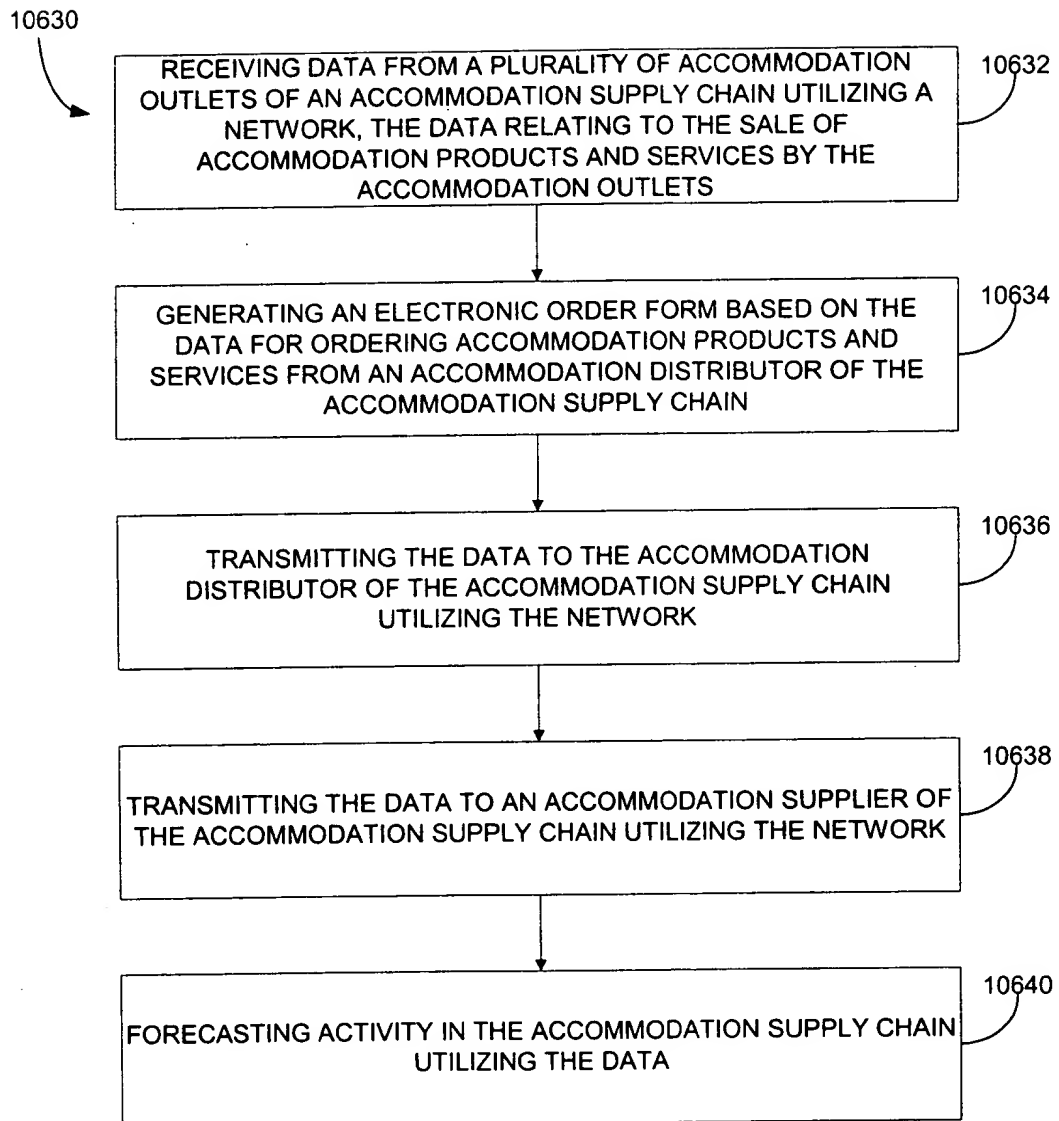 10630
RECEIVING DATA FROM A PLURALITY OF ACCOMMODATION
OUTLETS OF AN ACCOMMODATION SUPPLY CHAIN UTILIZING A
NETWORK, THE DATA RELATING TO THE SALE OF
ACCOMMODATION PRODUCTS AND SERVICES BY THE
ACCOMMODATION OUTLETS
10632
GENERATING AN ELECTRONIC ORDER FORM BASED ON THE
DATA FOR ORDERING ACCOMMODATION PRODUCTS AND
SERVICES FROM AN ACCOMMODATION DISTRIBUTOR OF THE
ACCOMMODATION SUPPLY CHAIN
10634
TRANSMITTING THE DATA TO THE ACCOMMODATION
DISTRIBUTOR OF THE ACCOMMODATION SUPPLY CHAIN
UTILIZING THE NETWORK
10636
TRANSMITTING THE DATA TO AN ACCOMMODATION SUPPLIER OF
THE ACCOMMODATION SUPPLY CHAIN UTILIZING THE NETWORK
10638
FORECASTING ACTIVITY IN THE ACCOMMODATION SUPPLY CHAIN
UTILIZING THE DATA
10640